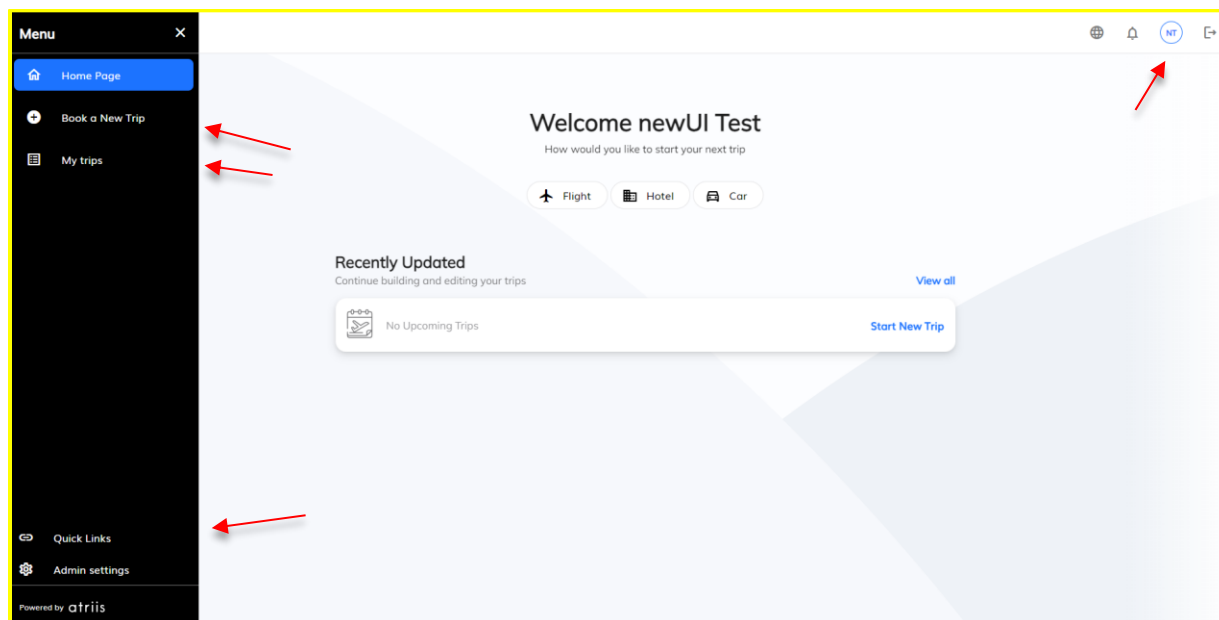 Menu
NT
Home Page
Book a New Trip
My trips
Welcome newUI Test
How would you like to start your next trip
Flight
Hotel
Car
Recently Updated
Continue building and editing your trips
View all
No Upcoming Trips
Start New Trip
Quick Links
Admin settings
Powered by atriis